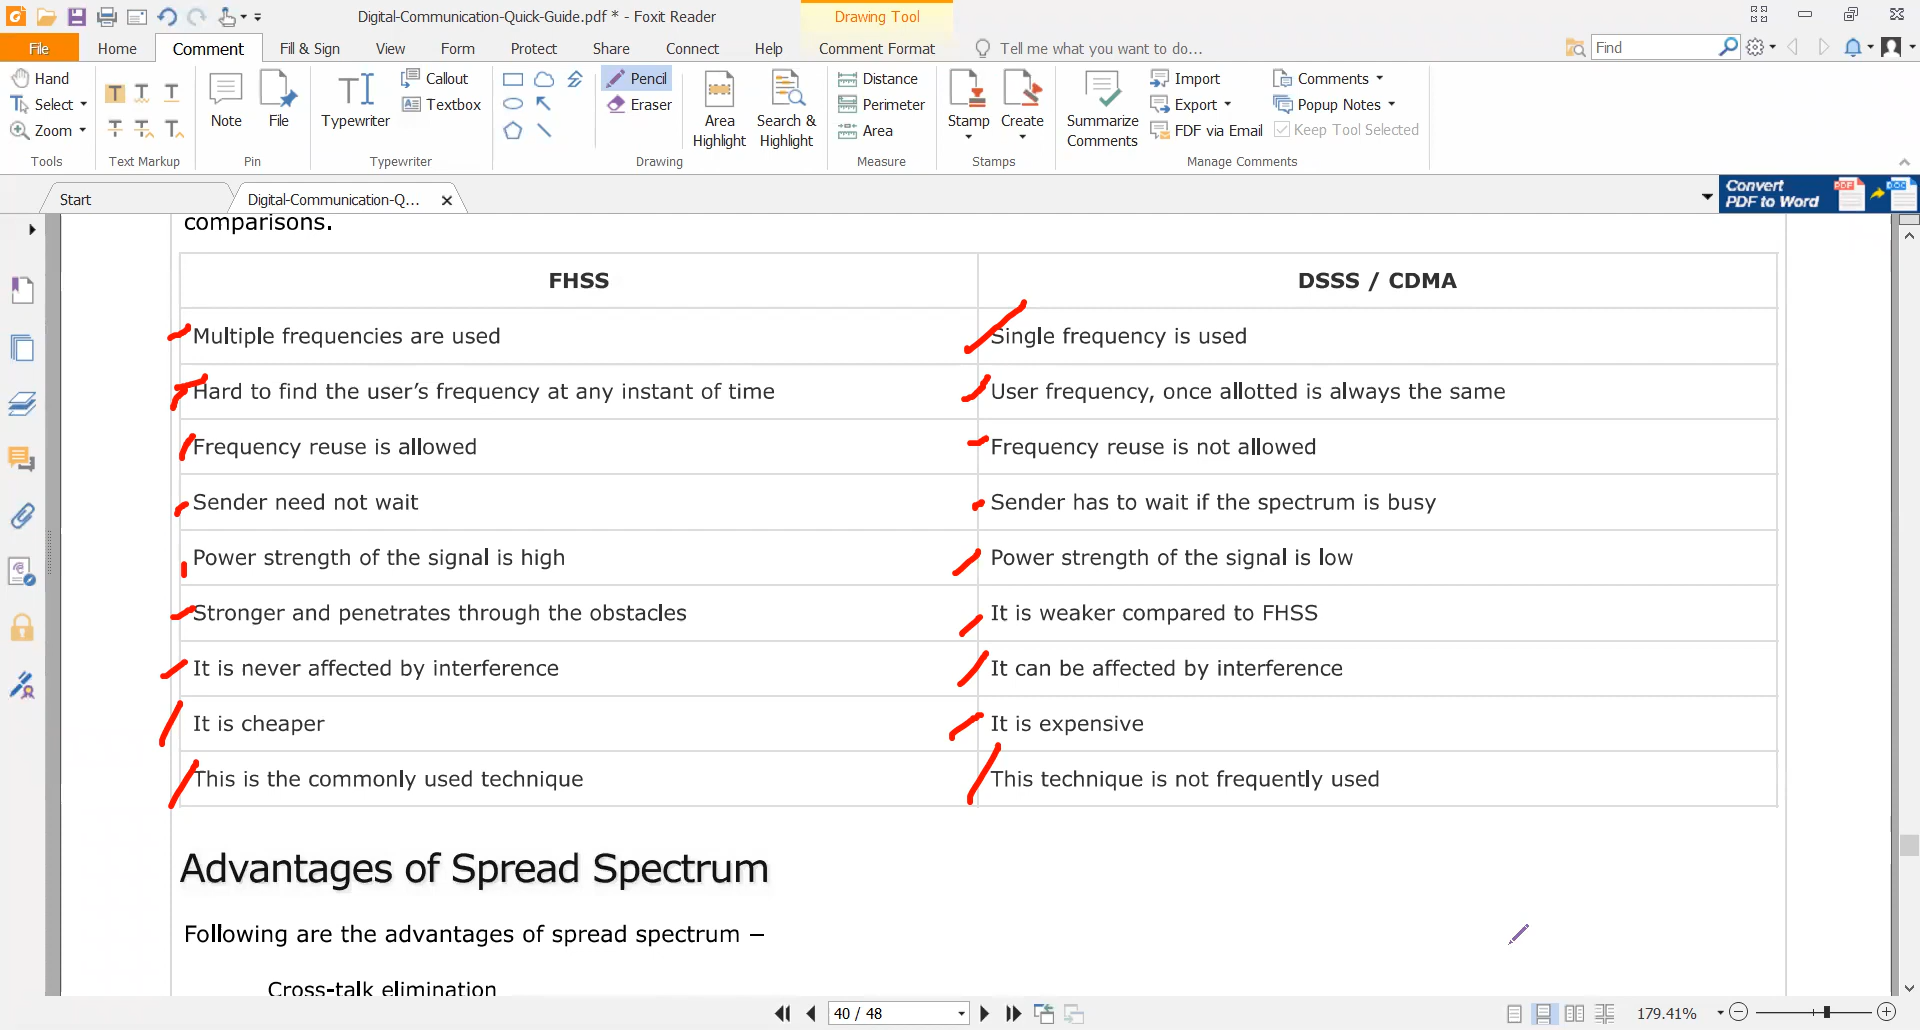 Digital-Communication-Quick-Guide.pdf * - Foxit Reader
Drawing Tool
File Home Comment Fill & Sign View Form Protect Share Connect Help Comment Format Tell me what you want to do... Find
Hand
Select
Zoom
Tools
Text Markup
Note
File
Pin
Typewriter
Callout
Textbox
Typewriter
Pencil
Eraser
Area Highlight
Search & Highlight
Drawing
Distance
Perimeter
Area
Measure
Stamp
Create
Stamps
Summarize Comments
Import
Export
FDF via Email
Comments
Popup Notes
Keep Tool Selected
Manage Comments
Start
Digital-Communication-Q...
Convert
PDF to Word
PDF DOC
comparisons.
FHSS DSSS / CDMA
Multiple frequencies are used Single frequency is used
Hard to find the user’s frequency at any instant of time User frequency, once allotted is always the same
Frequency reuse is allowed Frequency reuse is not allowed
Sender need not wait Sender has to wait if the spectrum is busy
Power strength of the signal is high Power strength of the signal is low
Stronger and penetrates through the obstacles It is weaker compared to FHSS
It is never affected by interference It can be affected by interference
It is cheaper It is expensive
This is the commonly used technique This technique is not frequently used
Advantages of Spread Spectrum
Following are the advantages of spread spectrum −
Cross-talk elimination
40 / 48
179.41%